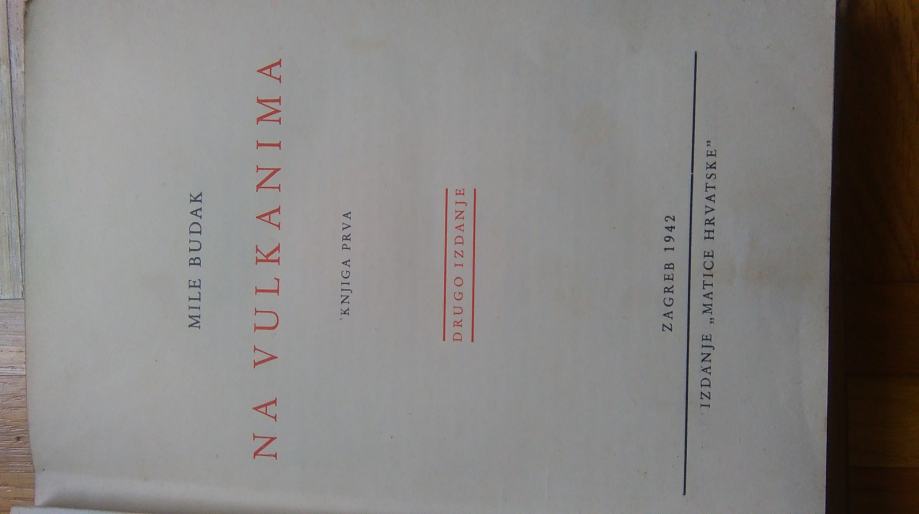 MILE BUDAK
NA VULKANIMA
KNJIGA PRVA
DRUGO IZDANJE
ZAGREB 1942
IZDANJE „MATICE HRVATSKE”